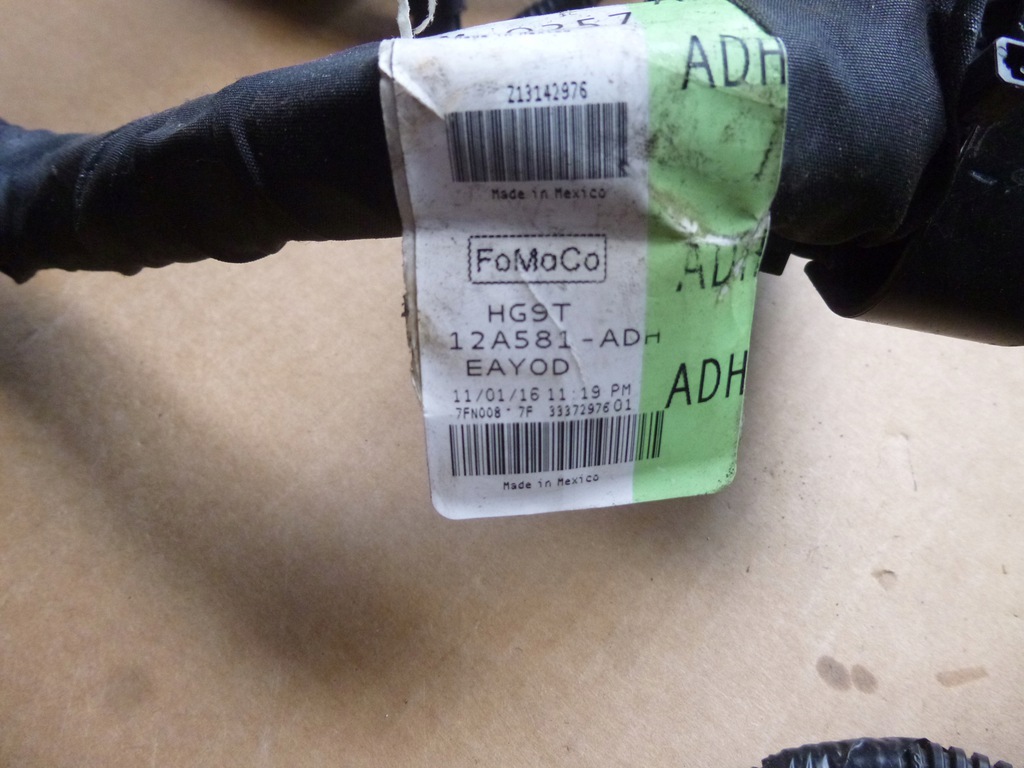 ADH
Z13142976
Made in Mexico
FoMoCo
ADH
HG9T
12A581-ADH
EAYOD
ADH
11/01/16 11:19 PM
7FN008 - 7F 3337297601
Made in Mexico